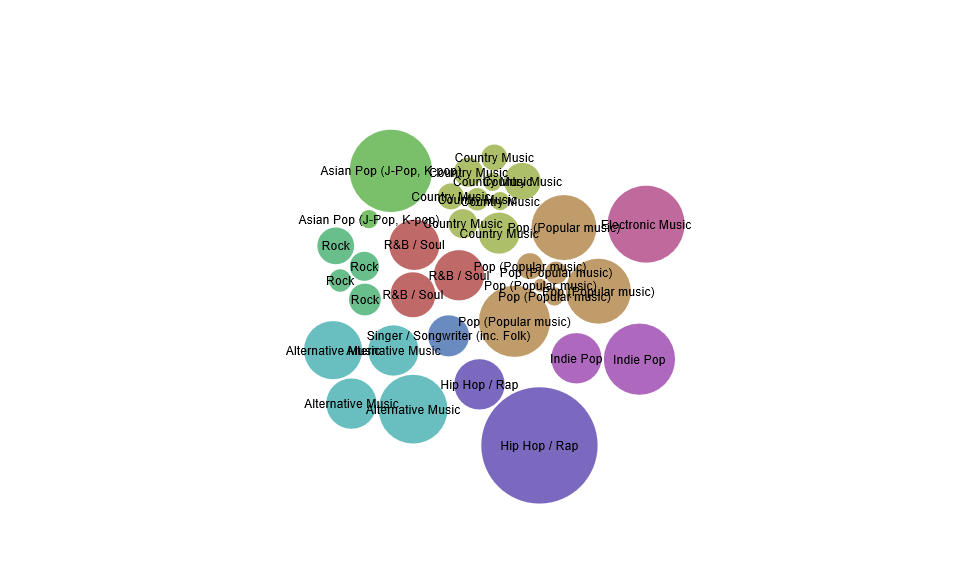 Country Music
Asian Pop (J-Pop, K-pop)
Country Music
Country Music
Country Music
Country Music
Country Music
Country Music
Asian Pop (J-Pop, K-pop)
Country Music
Electronic Music
Pop (Popular music)
Country Music
R&B / Soul
Rock
Rock
Pop (Popular music)
Pop (Popular music)
R&B / Soul
Rock
Pop (Popular music)
Pop (Popular music)
R&B / Soul
Pop (Popular music)
Rock
Pop (Popular music)
Singer / Songwriter (inc. Folk)
Alternative Music
Alternative Music
Indie Pop
Indie Pop
Hip Hop / Rap
Alternative Music
Alternative Music
Hip Hop / Rap